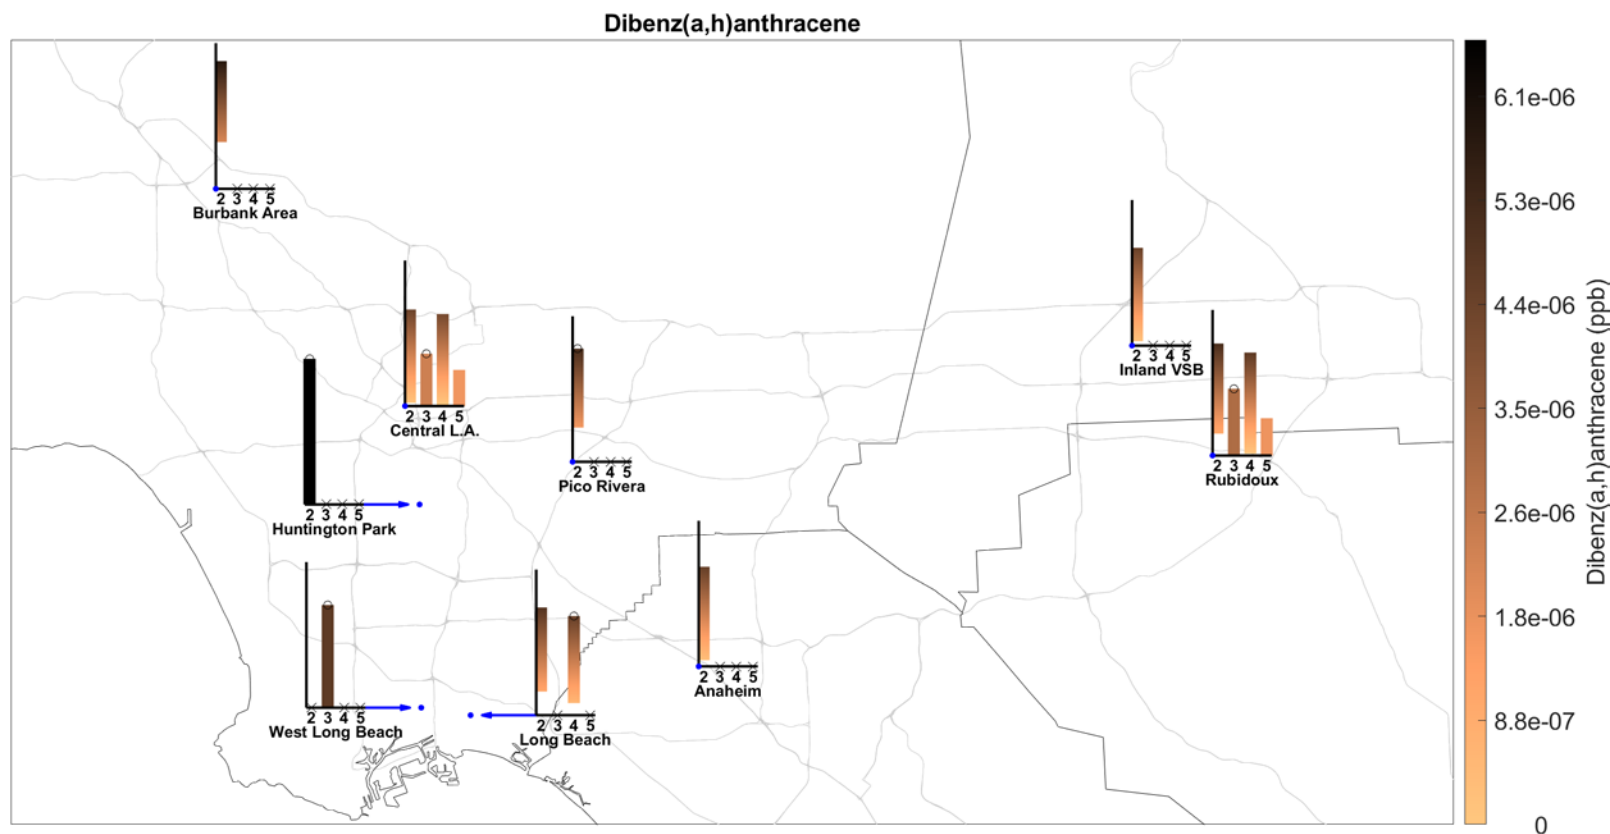 Dibenz(a,h)anthracene
2 3 4 5
Burbank Area
2 3 4 5
Central L.A.
2 3 4 5
Pico Rivera
2 3 4 5
Inland VSB
2 3 4 5
Rubidoux
2 3 4 5
Huntington Park
2 3 4 5
West Long Beach
2 3 4 5
Long Beach
2 3 4 5
Anaheim
6.1e-06
5.3e-06
4.4e-06
3.5e-06
2.6e-06
1.8e-06
8.8e-07
0
Dibenz(a,h)anthracene (ppb)